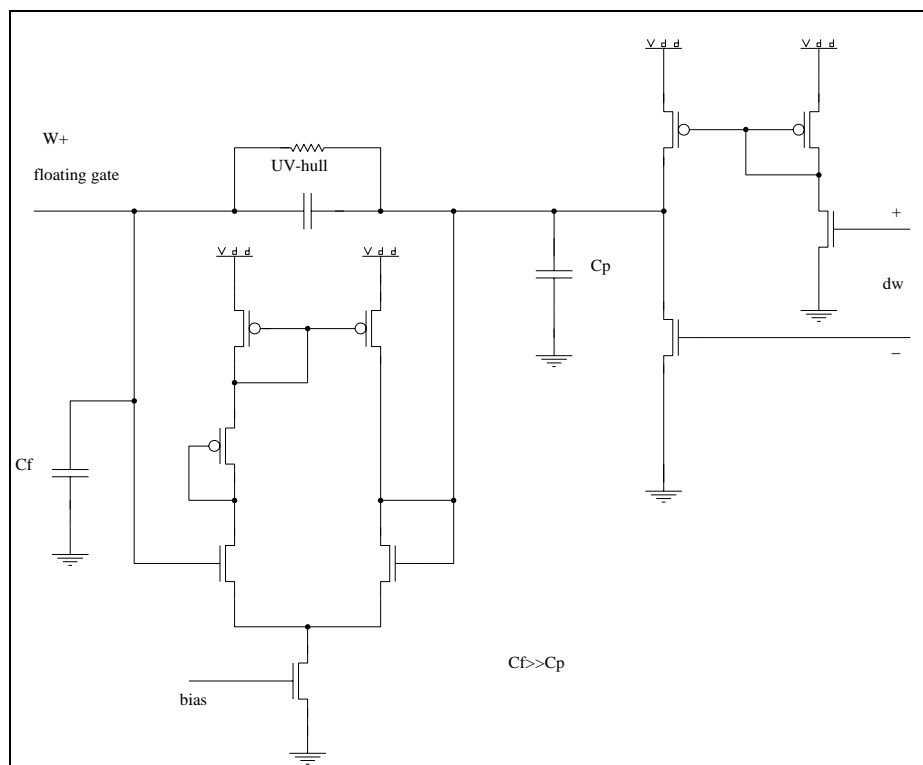 Vdd Vdd
W+
UV-hull
floating gate
+
Vdd Vdd
Cp
dw
−
Cf
Cf>>Cp
bias